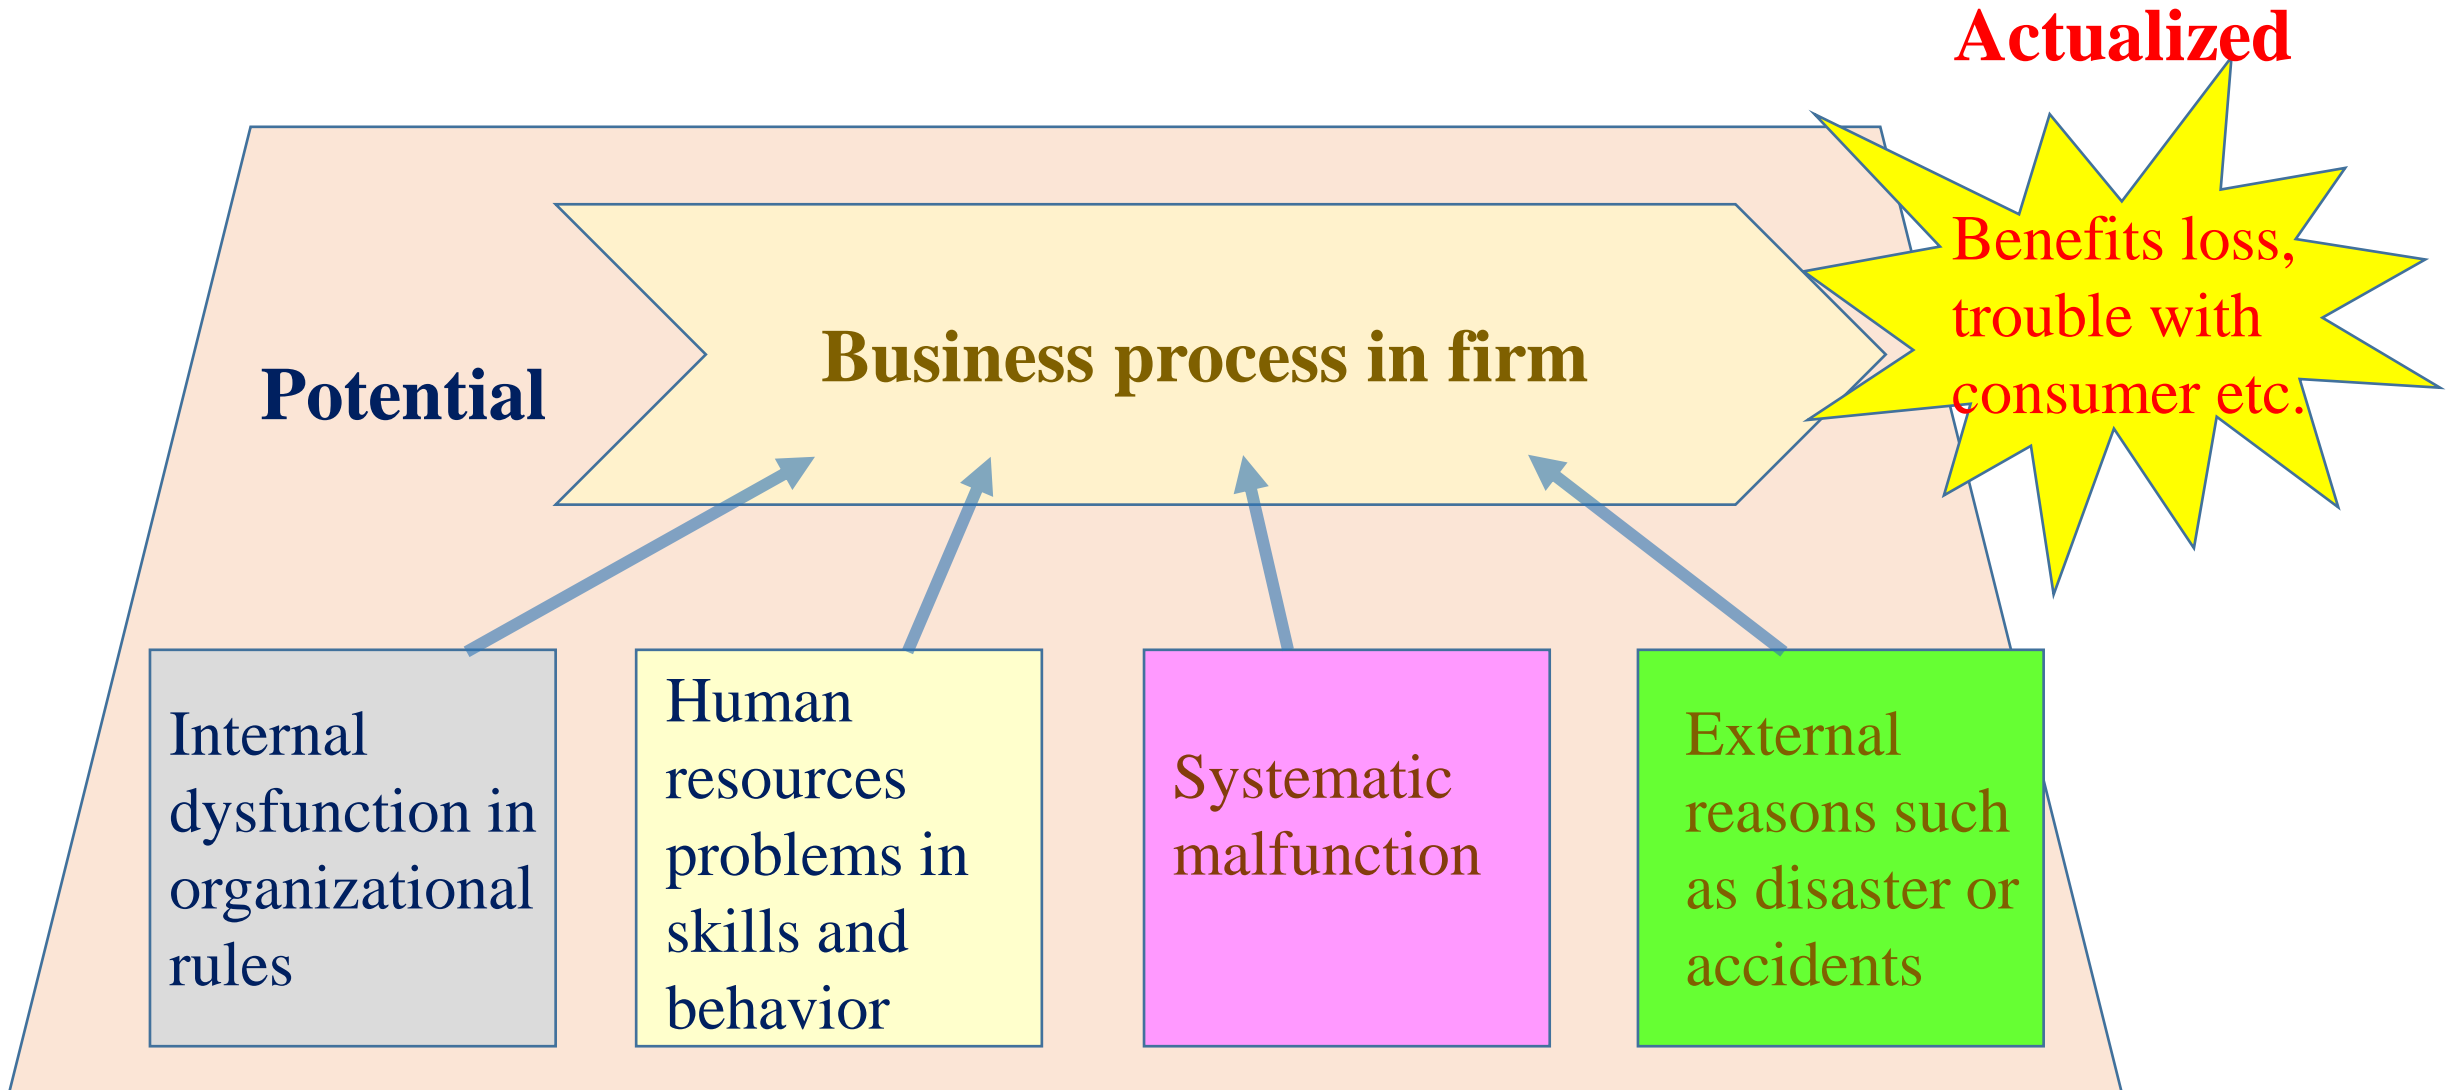 Actualized
Benefits loss,
trouble with
consumer etc.
Business process in firm
Potential
Internal
dysfunction in
organizational
rules
Human
resources
problems in
skills and
behavior
Systematic
malfunction
External
reasons such
as disaster or
accidents